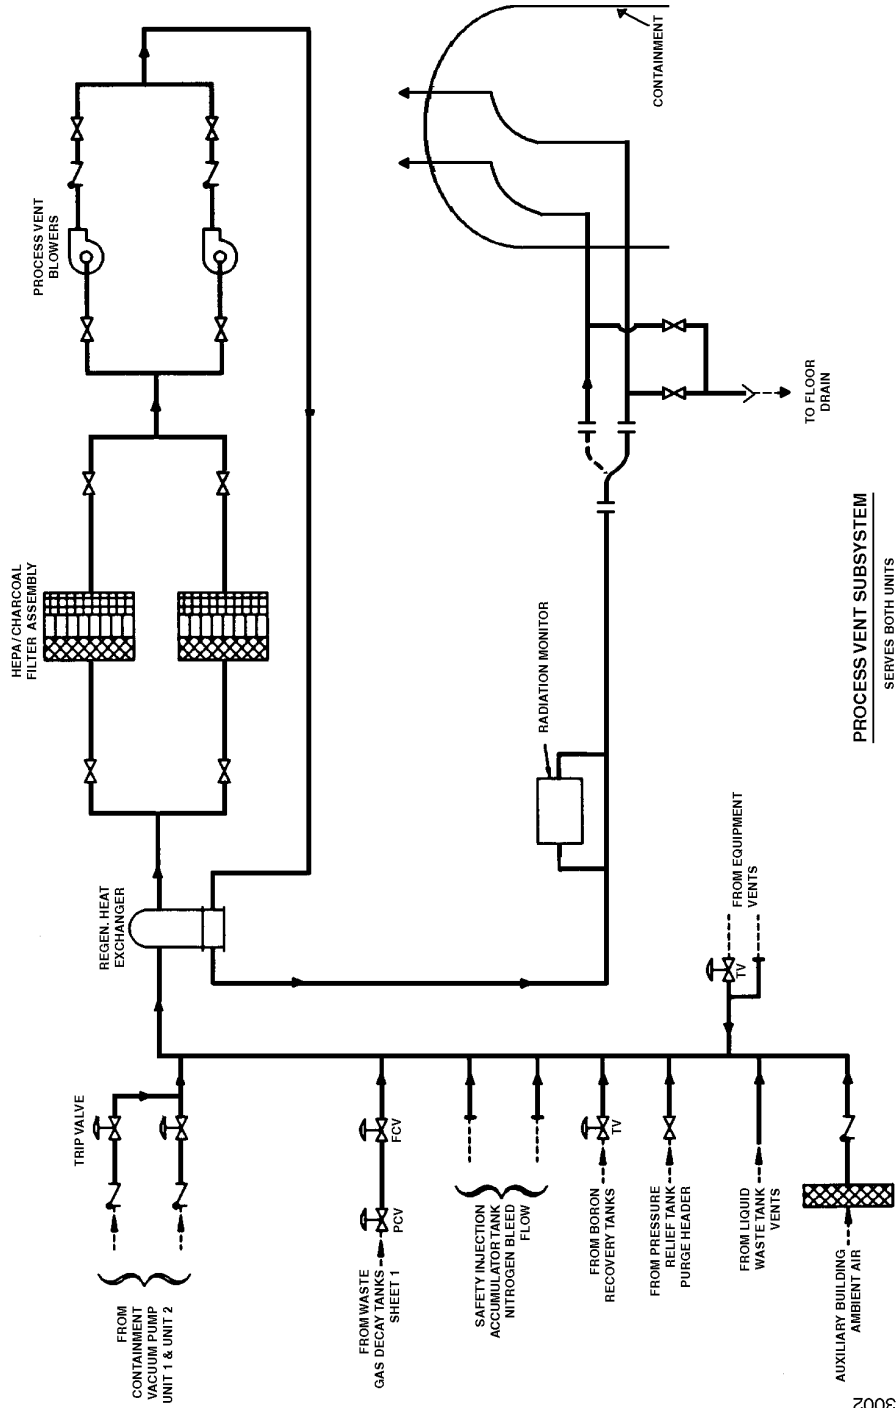 PROCESS VENT
BLOWERS
HEPA/CHARCOAL
FILTER ASSEMBLY
REGEN. HEAT
EXCHANGER
CONTAINMENT
TO FLOOR
DRAIN
RADIATION MONITOR
TRIP VALVE
FROM
CONTAINMENT
VACUUM PUMP
UNIT 1 & UNIT 2
FCV
PCV
FROM WASTE
GAS DECAY TANKS
SHEET 1
SAFETY INJECTION
ACCUMULATOR TANK
NITROGEN BLEED
FLOW
TV
FROM BORON
RECOVERY TANKS
FROM PRESSURE
RELIEF TANK
PURGE HEADER
FROM EQUIPMENT
VENTS
TV
FROM LIQUID
WASTE TANK
VENTS
AUXILIARY BUILDING
AMBIENT AIR
PROCESS VENT SUBSYSTEM
SERVES BOTH UNITS